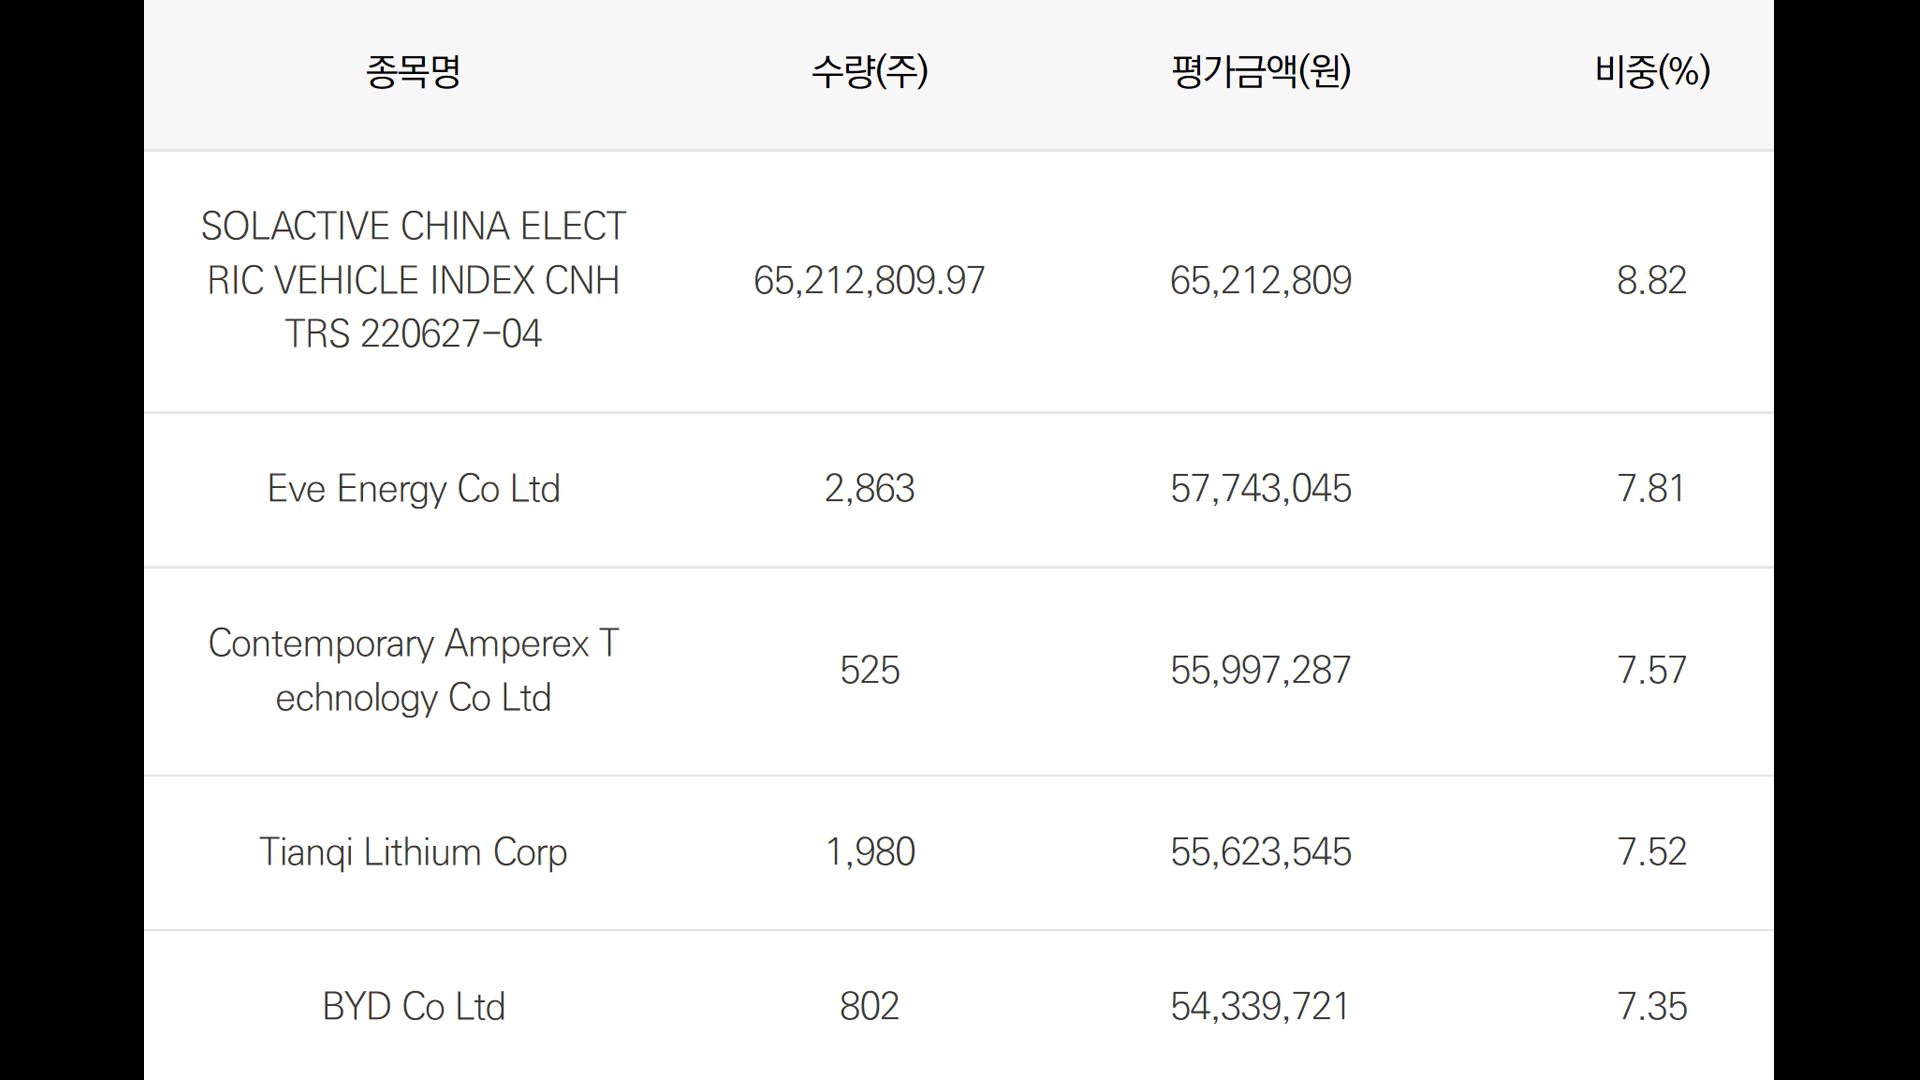 종목명 수량(주) 평가금액(원) 비중(%)
SOLACTIVE CHINA ELECT
RIC VEHICLE INDEX CNH 65,212,809.97 65,212,809 8.82
TRS 220627-04
Eve Energy Co Ltd 2,863 57,743,045 7.81
Contemporary Amperex T
echnology Co Ltd 525 55,997,287 7.57
Tianqi Lithium Corp 1,980 55,623,545 7.52
BYD Co Ltd 802 54,339,721 7.35